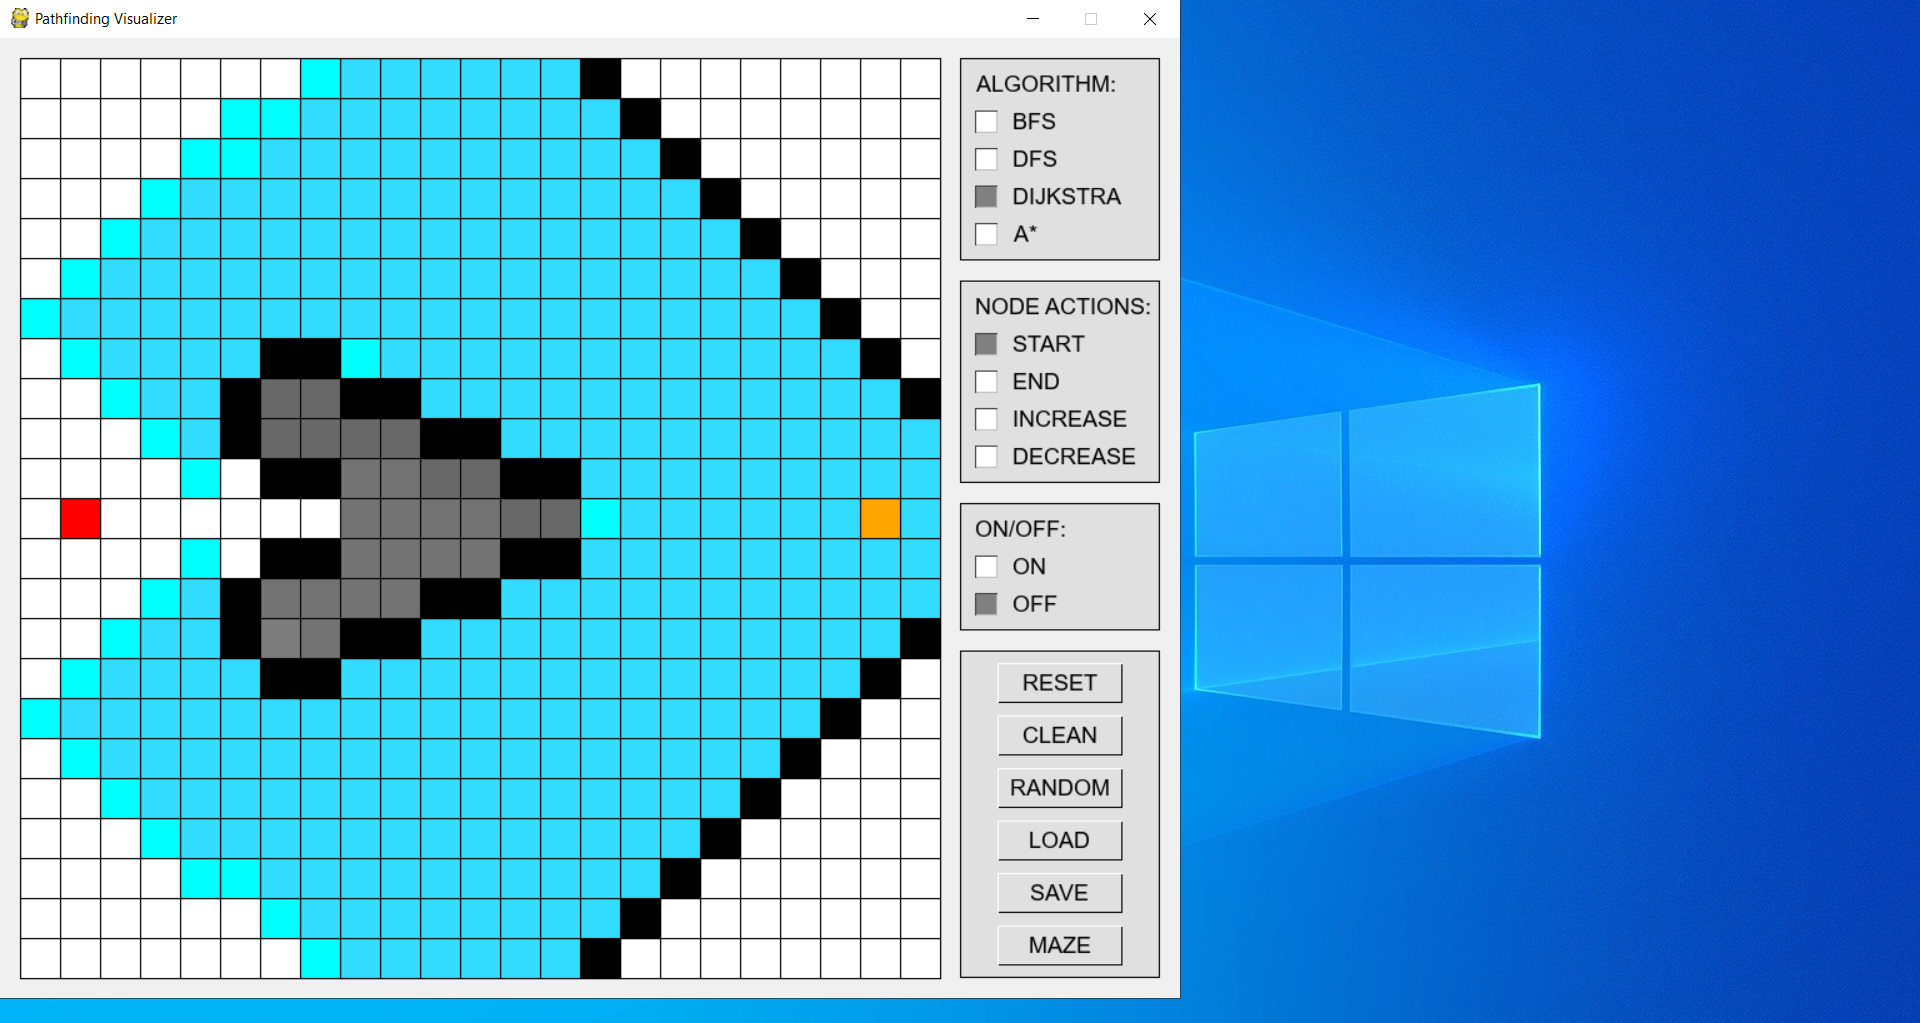 Pathfinding Visualizer
ALGORITHM:
BFS
DFS
DIJKSTRA
A*
NODE ACTIONS:
START
END
INCREASE
DECREASE
ON/OFF:
ON
OFF
RESET
CLEAN
RANDOM
LOAD
SAVE
MAZE